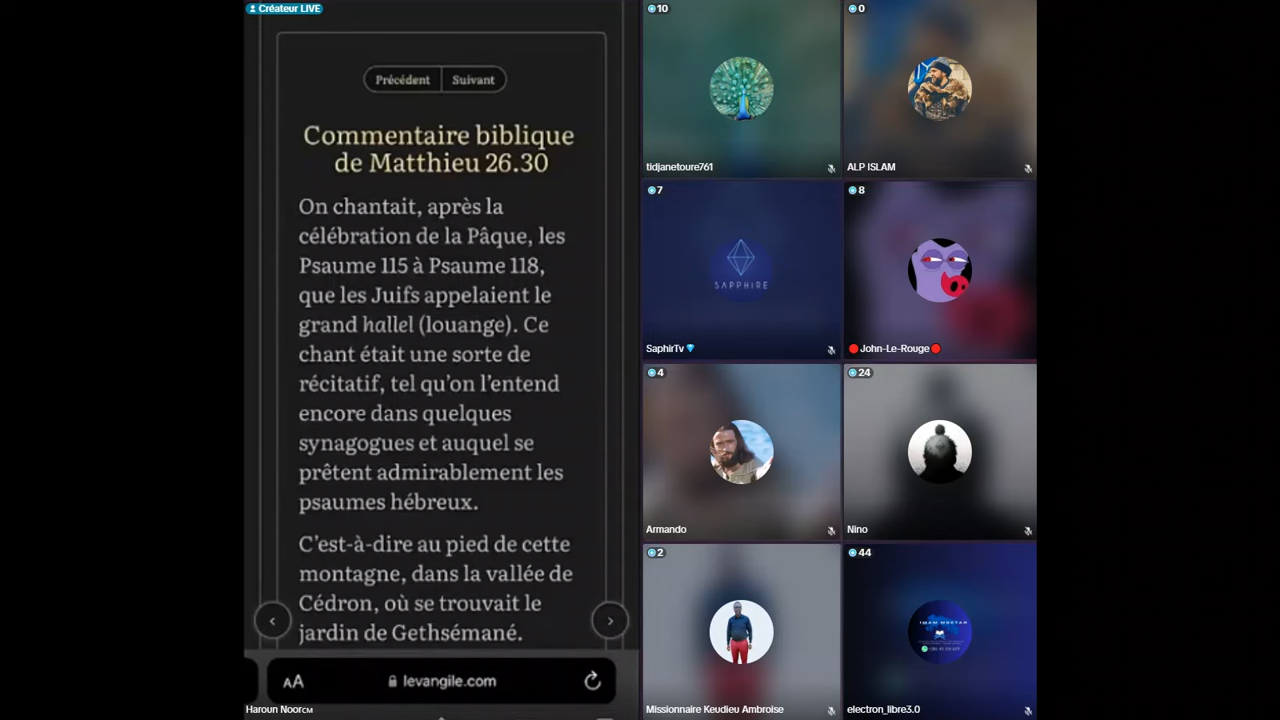 Créateur LIVE
Précédent Suivant
Commentaire biblique
de Matthieu 26.30
On chantait, après la
célébration de la Pâque, les
Psaume 115 à Psaume 118,
que les Juifs appelaient le
grand hallel (louange). Ce
chant était une sorte de
récitatif, tel qu'on l'entend
encore dans quelques
synagogues et auquel se
prêtent admirablement les
psaumes hébreux.
C'est-à-dire au pied de cette
montagne, dans la vallée de
Cédron, où se trouvait le
jardin de Gethsémané.
AA levangile.com
Haroun Noor
10
tidjanetoure761
0
ALP ISLAM
7
SAPPHIRE
SaphirTv
8
John-Le-Rouge
4
Armando
24
Nino
2
Missionnaire Keudieu Ambroise
44
IMAM MEKTAR
electron_libre3.0